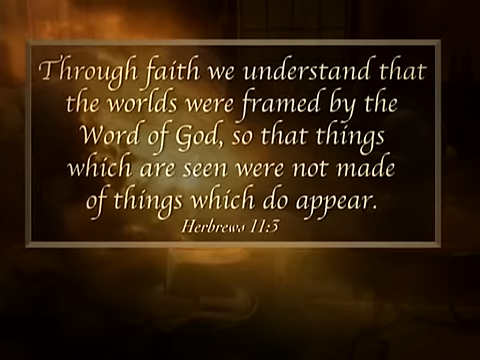 Through faith we understand that
the worlds were framed by the
Word of God, so that things
which are seen were not made
of things which do appear.
Herbrews 11:3